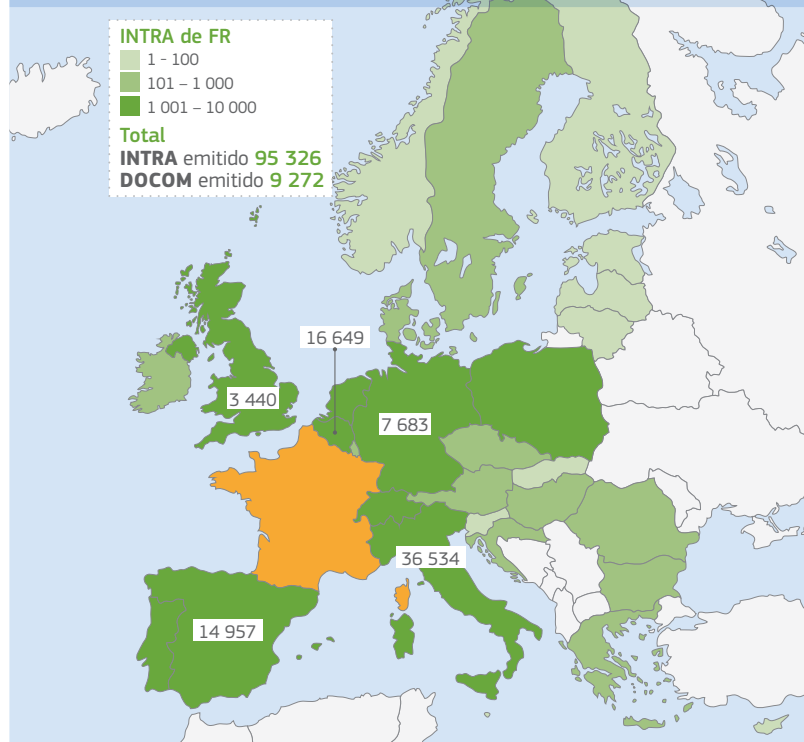 INTRA de FR
1 - 100
101 – 1 000
1 001 – 10 000
Total
INTRA emitido 95 326
DOCOM emitido 9 272
16 649
3 440
7 683
36 534
14 957